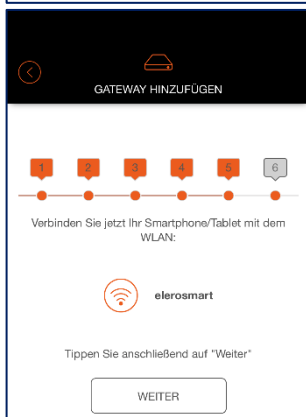 GATEWAY HINZUFÜGEN
1 2 3 4 5 6
Verbinden Sie jetzt Ihr Smartphone/Tablet mit dem
WLAN:
elerosmart
Tippen Sie anschließend auf "Weiter"
WEITER